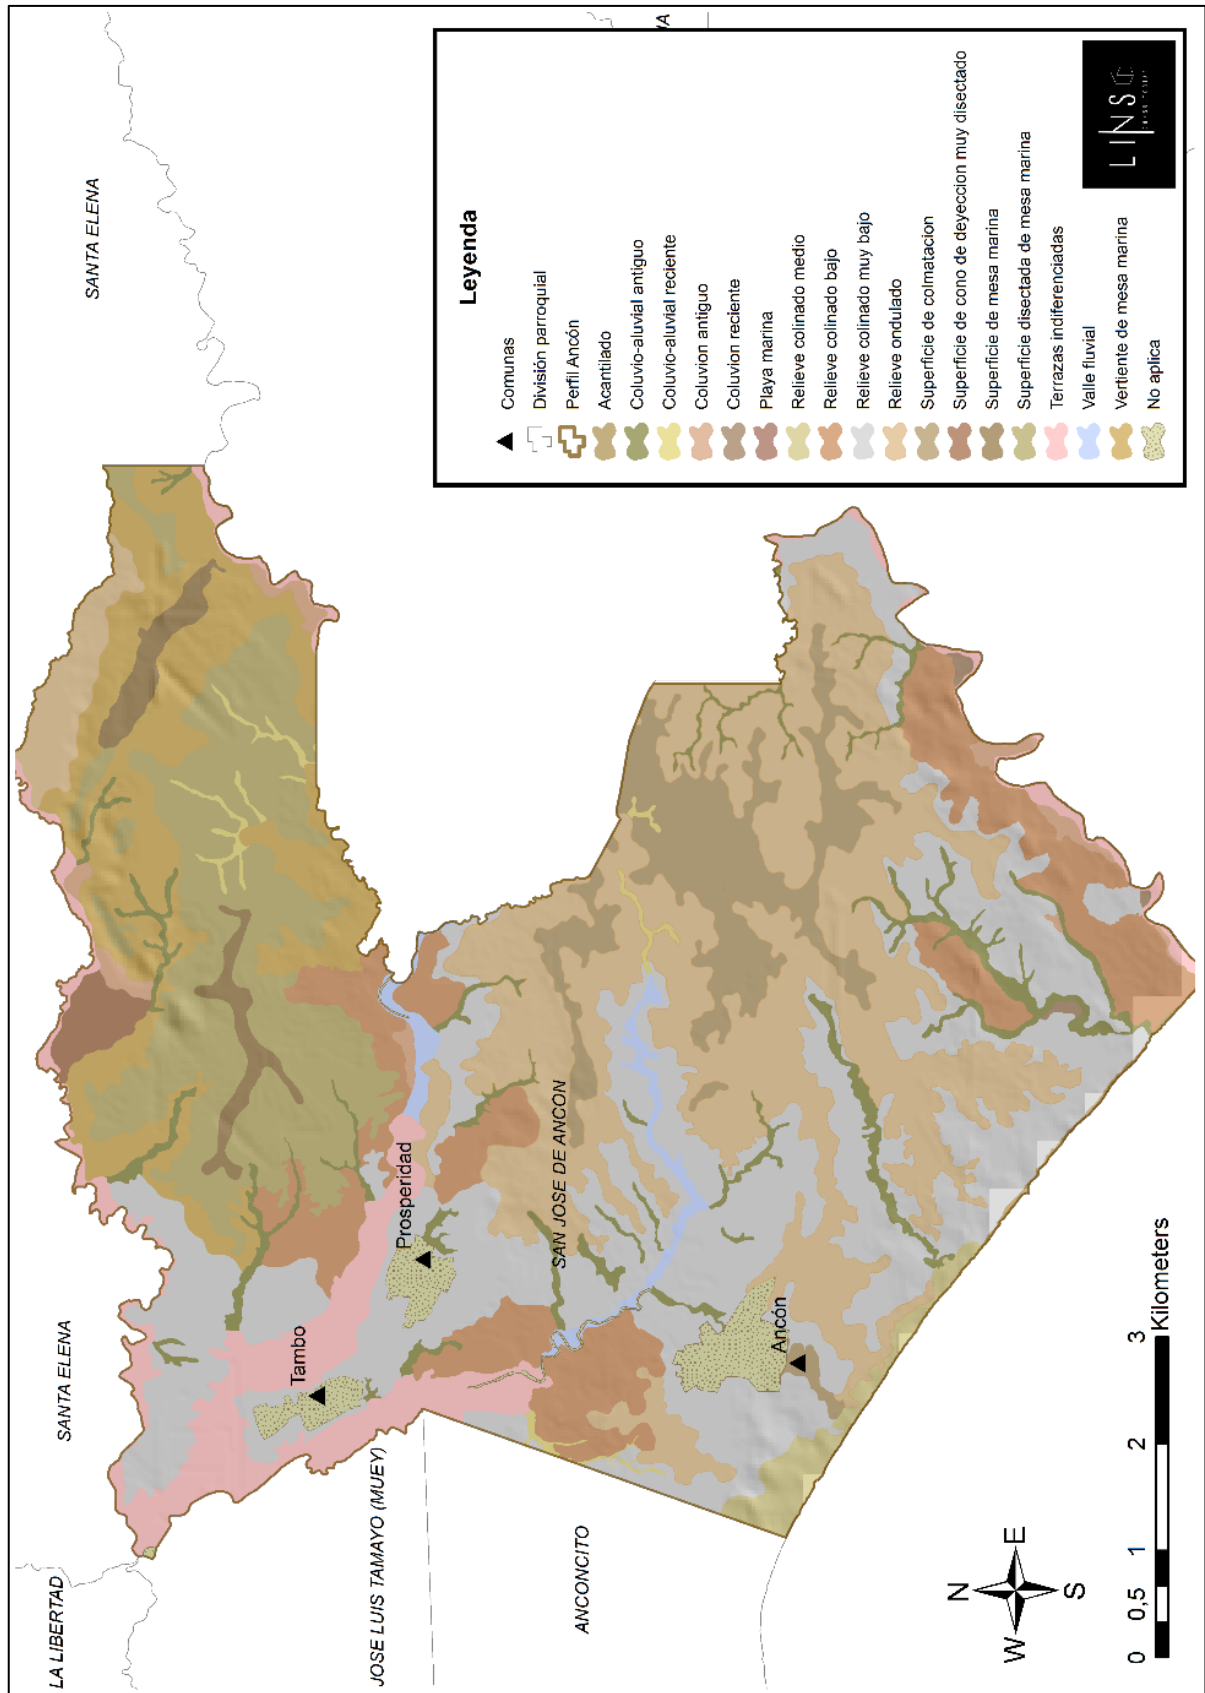 SANTA ELENA
SANTA ELENA
LA LIBERTAD
JOSE LUIS TAMAYO (MUEY)
ANCONCITO
SAN JOSE DE ANCON
Tambo
Prosperidad
Ancón
Leyenda
Comunas
División parroquial
Perfil Ancón
Acantilado
Coluvio-aluvial antiguo
Coluvio-aluvial reciente
Coluvion antiguo
Coluvion reciente
Playa marina
Relieve colinado medio
Relieve colinado bajo
Relieve colinado muy bajo
Relieve ondulado
Superficie de colmatacion
Superficie de cono de deyeccion muy disectado
Superficie de mesa marina
Superficie disectada de mesa marina
Terrazas indiferenciadas
Valle fluvial
Vertiente de mesa marina
No aplica
LINS
N
W E
S
0 0,5 1 2 3
Kilometers